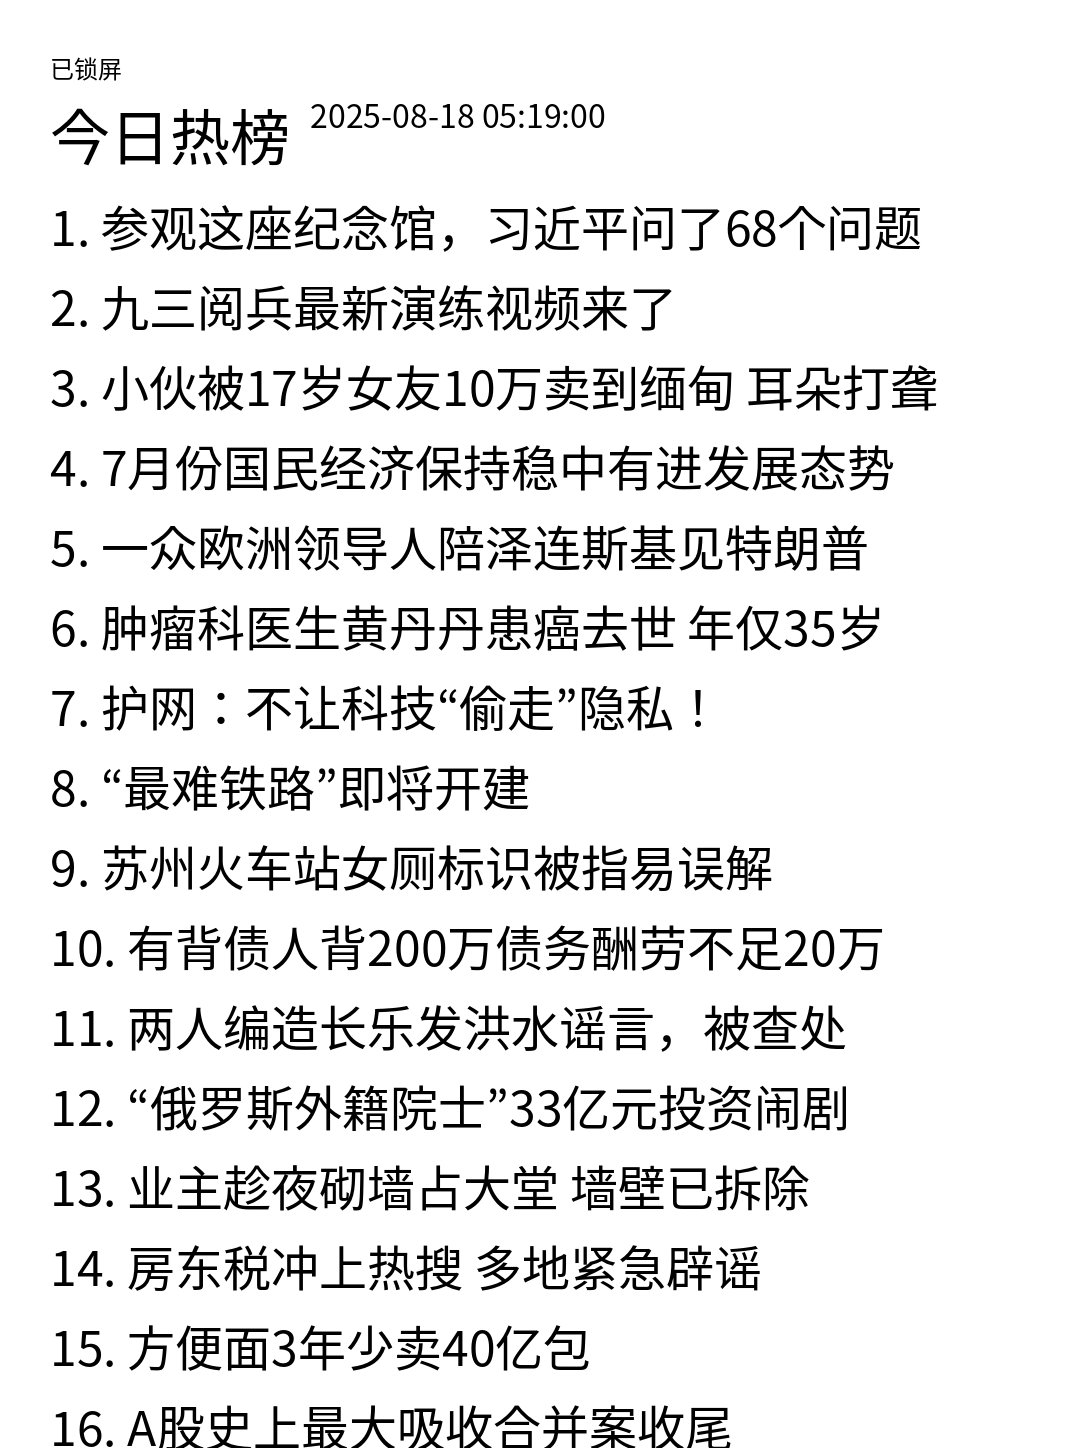 已锁屏
今日热榜 2025-08-18 05:19:00
1. 参观这座纪念馆，习近平问了68个问题
2. 九三阅兵最新演练视频来了
3. 小伙被17岁女友10万卖到缅甸 耳朵打聋
4. 7月份国民经济保持稳中有进发展态势
5. 一众欧洲领导人陪泽连斯基见特朗普
6. 肿瘤科医生黄丹丹患癌去世 年仅35岁
7. 护网：不让科技“偷走”隐私！
8. “最难铁路”即将开建
9. 苏州火车站女厕标识被指易误解
10. 有背债人背200万债务酬劳不足20万
11. 两人编造长乐发洪水谣言，被查处
12. “俄罗斯外籍院士”33亿元投资闹剧
13. 业主趁夜砌墙占大堂 墙壁已拆除
14. 房东税冲上热搜 多地紧急辟谣
15. 方便面3年少卖40亿包
16. A股史上最大吸收合并案收尾